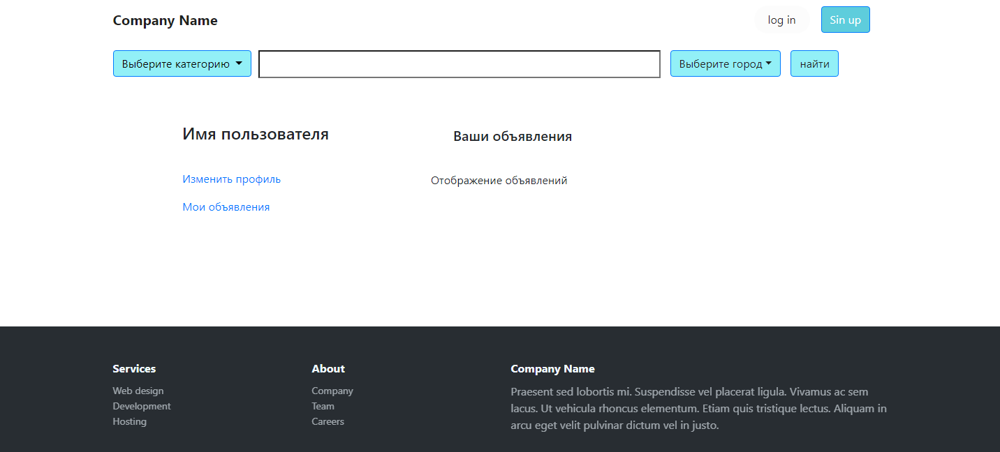 Company Name
log in
Sin up
Выберите категорию
Выберите город
найти
Имя пользователя
Ваши объявления
Изменить профиль
Отображение объявлений
Мои объявления
Services
About
Company Name
Web design
Company
Praesent sed lobortis mi. Suspendisse vel placerat ligula. Vivamus ac sem
Development
Team
lacus. Ut vehicula rhoncus elementum. Etiam quis tristique lectus. Aliquam in
Hosting
Careers
arcu eget velit pulvinar dictum vel in justo.